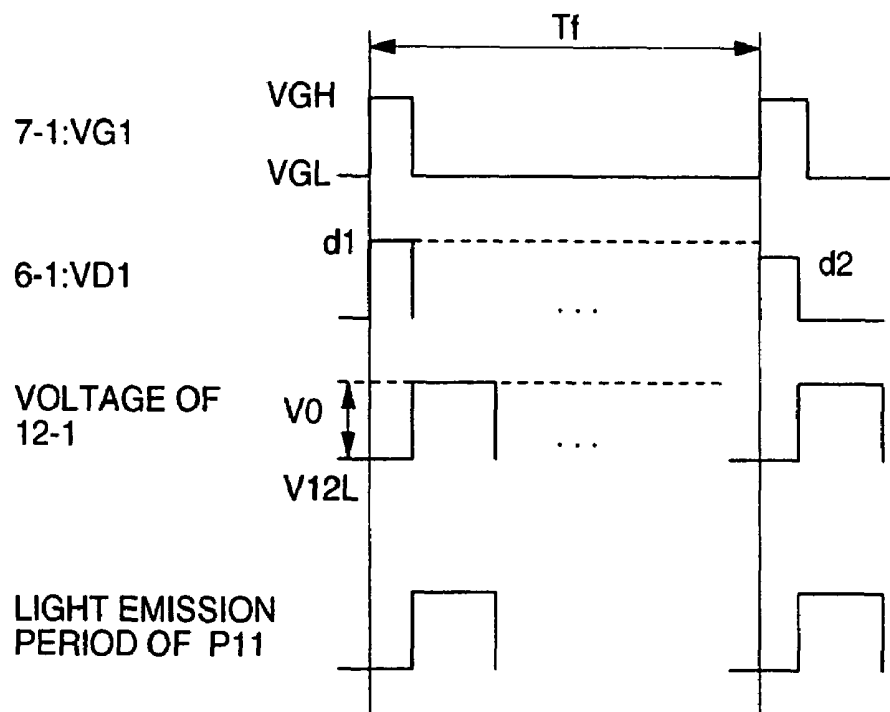 Tf
VGH
7-1:VG1
VGL
d1
6-1:VD1
d2
. . .
VOLTAGE OF
12-1
V0
. . .
V12L
LIGHT EMISSION
PERIOD OF P11